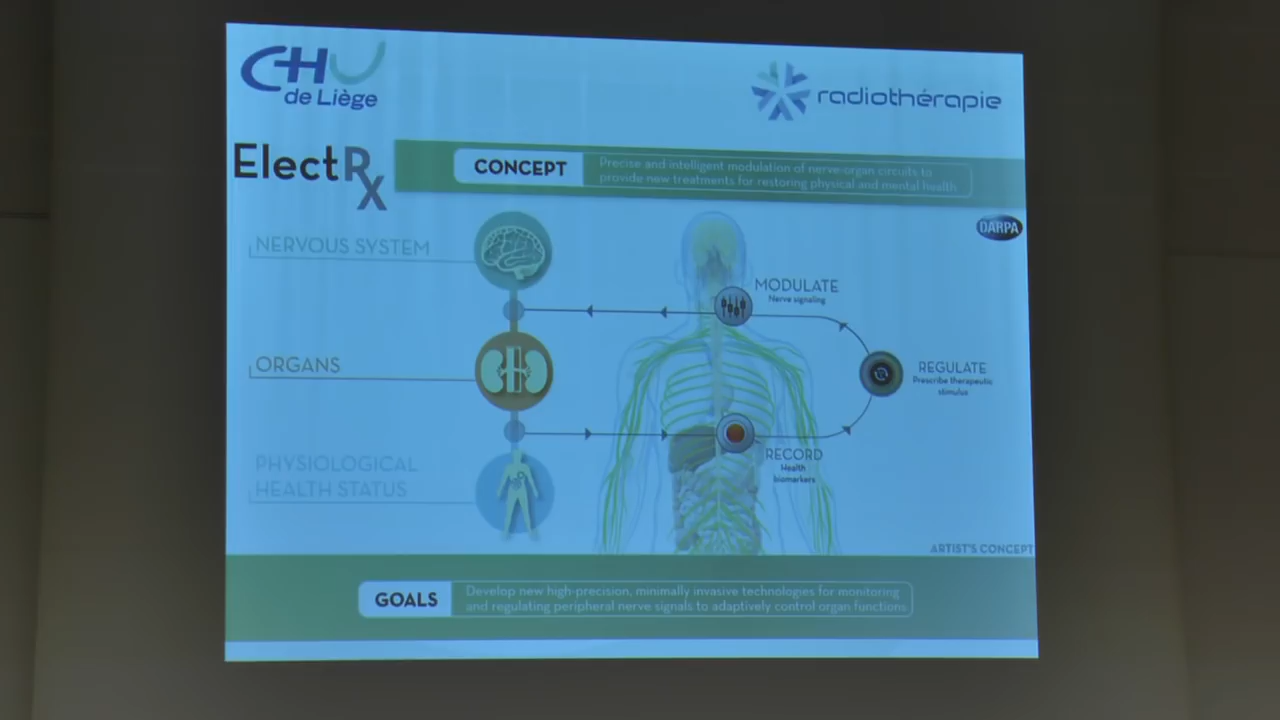 CHU
de Liège
radiothérapie
ElectRx
CONCEPT
Precise and intelligent modulation of nerve-organ circuits to
provide new treatments for restoring physical and mental health
DARPA
NERVOUS SYSTEM
MODULATE
Nerve signaling
ORGANS
REGULATE
Prescribe therapeutic
stimulus
RECORD
Health
biomarkers
PHYSIOLOGICAL
HEALTH STATUS
ARTIST'S CONCEPT
GOALS
Develop new high-precision, minimally invasive technologies for monitoring
and regulating peripheral nerve signals to adaptively control organ functions